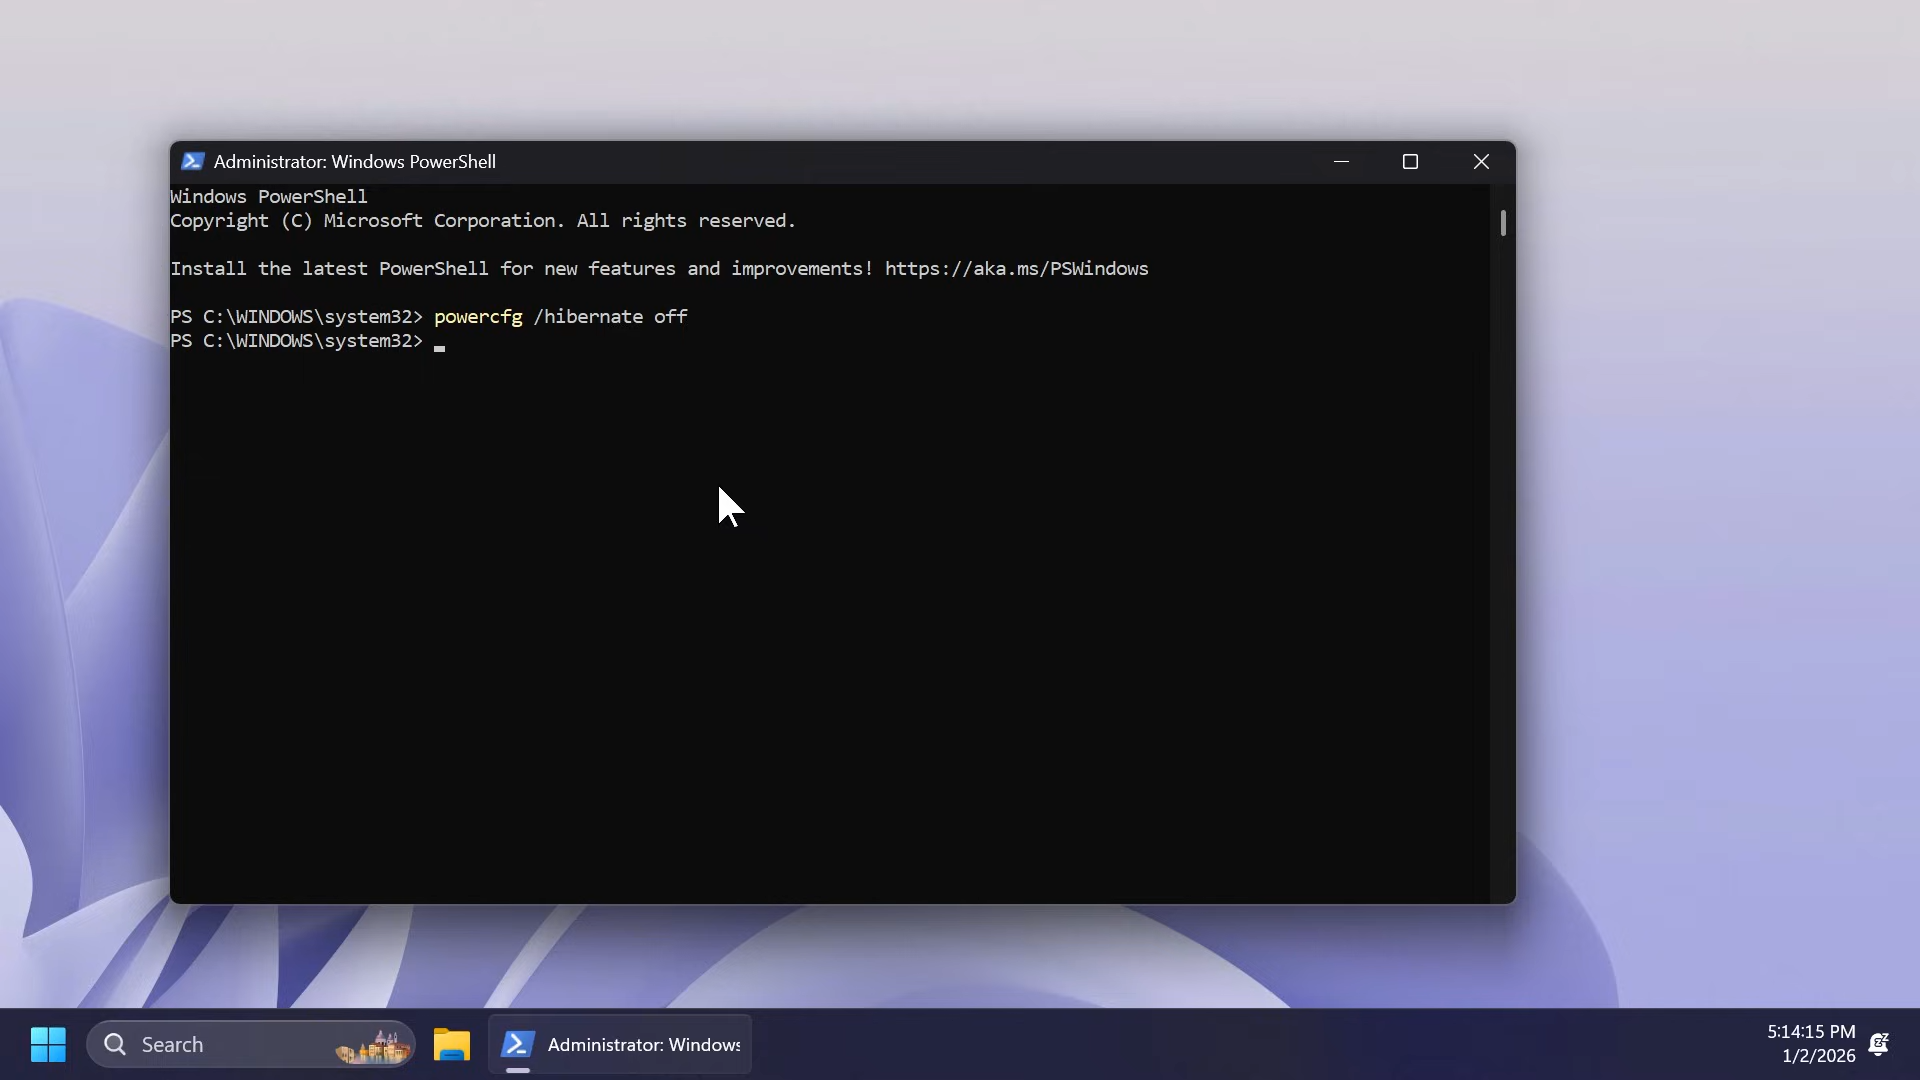 Administrator: Windows PowerShell
Windows PowerShell
Copyright (C) Microsoft Corporation. All rights reserved.
Install the latest PowerShell for new features and improvements! https://aka.ms/PSWindows
PS C:\WINDOWS\system32> powercfg /hibernate off
PS C:\WINDOWS\system32>
Search
Administrator: Windows
5:14:15 PM
1/2/2026